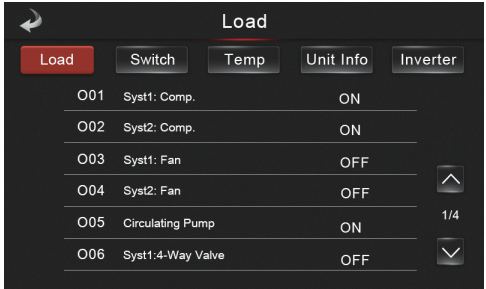 Load
Load Switch Temp Unit Info Inverter
O01 Syst1: Comp. ON
O02 Syst2: Comp. ON
O03 Syst1: Fan OFF
O04 Syst2: Fan OFF
O05 Circulating Pump ON
1/4
O06 Syst1:4-Way Valve OFF